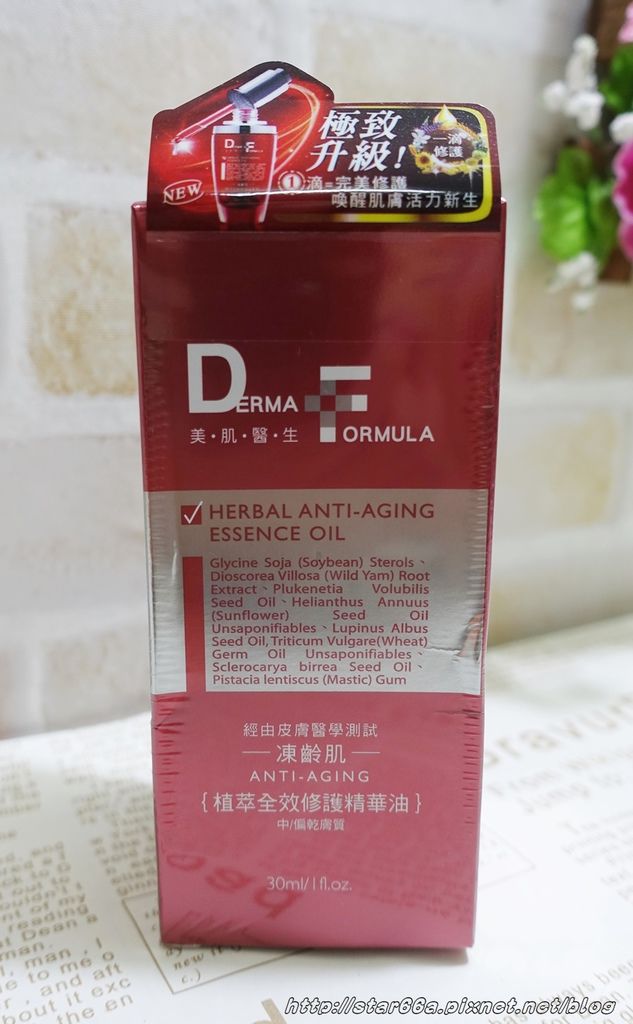 極致
升級!
一滴
修護
NEW
DERMA FORMULA
①滴=完美修護
喚醒肌膚活力新生
DERMA FORMULA
美・肌・醫・生
HERBAL ANTI-AGING
ESSENCE OIL
Glycine Soja (Soybean) Sterols、
Dioscorea Villosa (Wild Yam) Root
Extract、Plukenetia Volubilis
Seed Oil、Helianthus Annuus
(Sunflower) Seed Oil
Unsaponifiables、Lupinus Albus
Seed Oil,Triticum Vulgare(Wheat)
Germ Oil Unsaponifiables、
Sclerocarya birrea Seed Oil、
Pistacia lentiscus (Mastic) Gum
經由皮膚醫學測試
凍齡肌
ANTI-AGING
{植萃全效修護精華油}
中/偏乾膚質
30ml/1fl.oz.
http://star66a.pixnet.net/blog